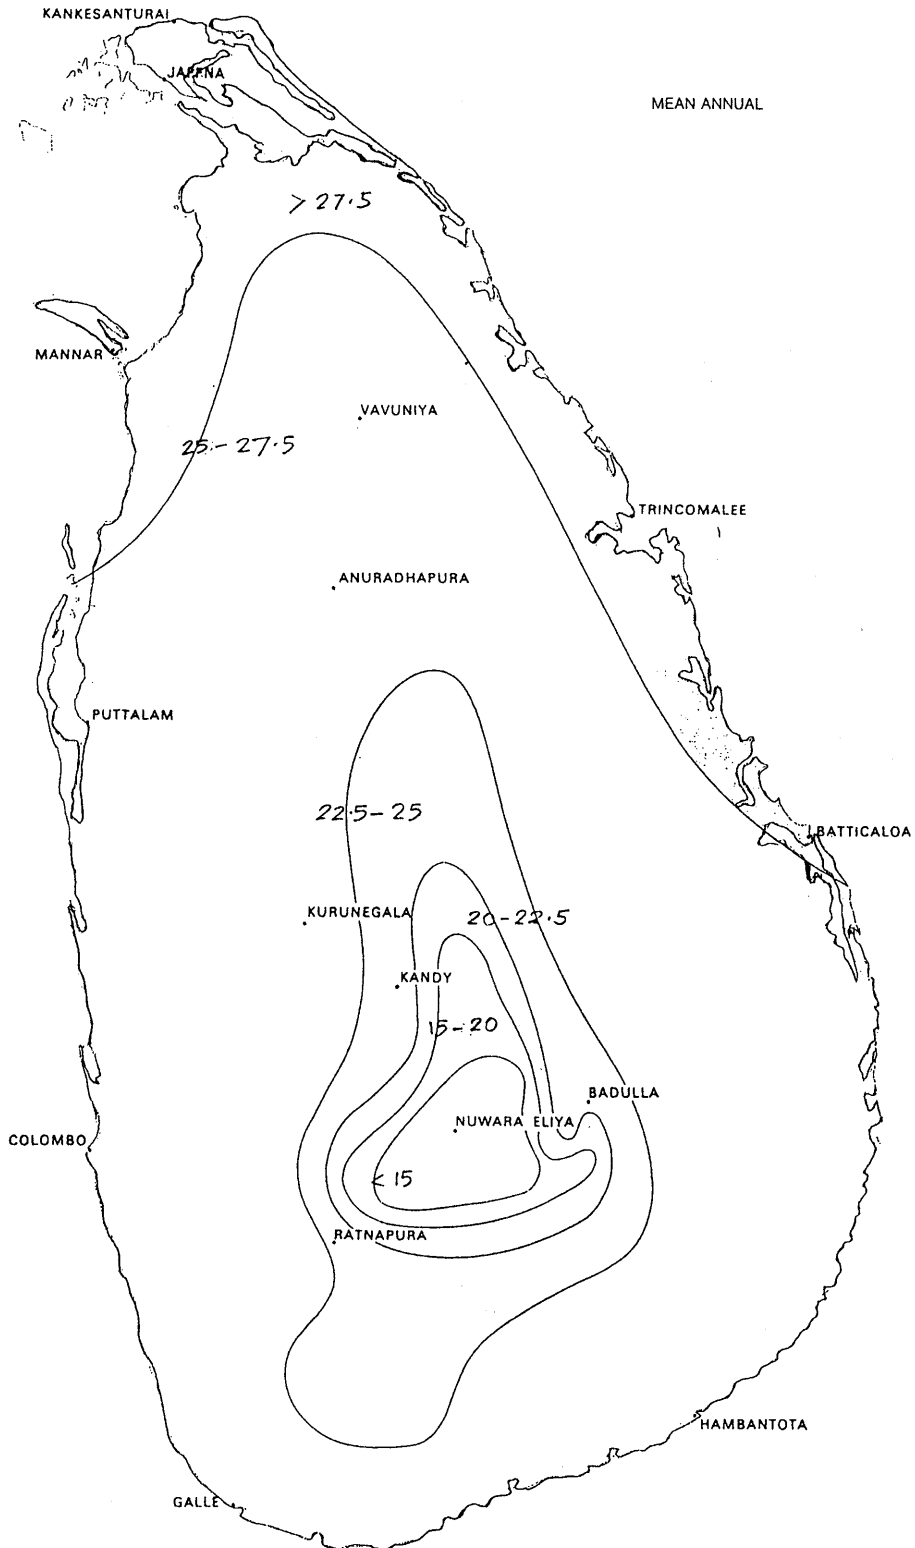 KANKESANTURAI
JAFFNA
MEAN ANNUAL
> 27.5
MANNAR
VAVUNIYA
25 - 27.5
TRINCOMALEE
ANURADHAPURA
PUTTALAM
22.5 - 25
BATTICALOA
KURUNEGALA
20 - 22.5
KANDY
15 - 20
BADULLA
NUWARA ELIYA
COLOMBO
< 15
RATNAPURA
HAMBANTOTA
GALLE